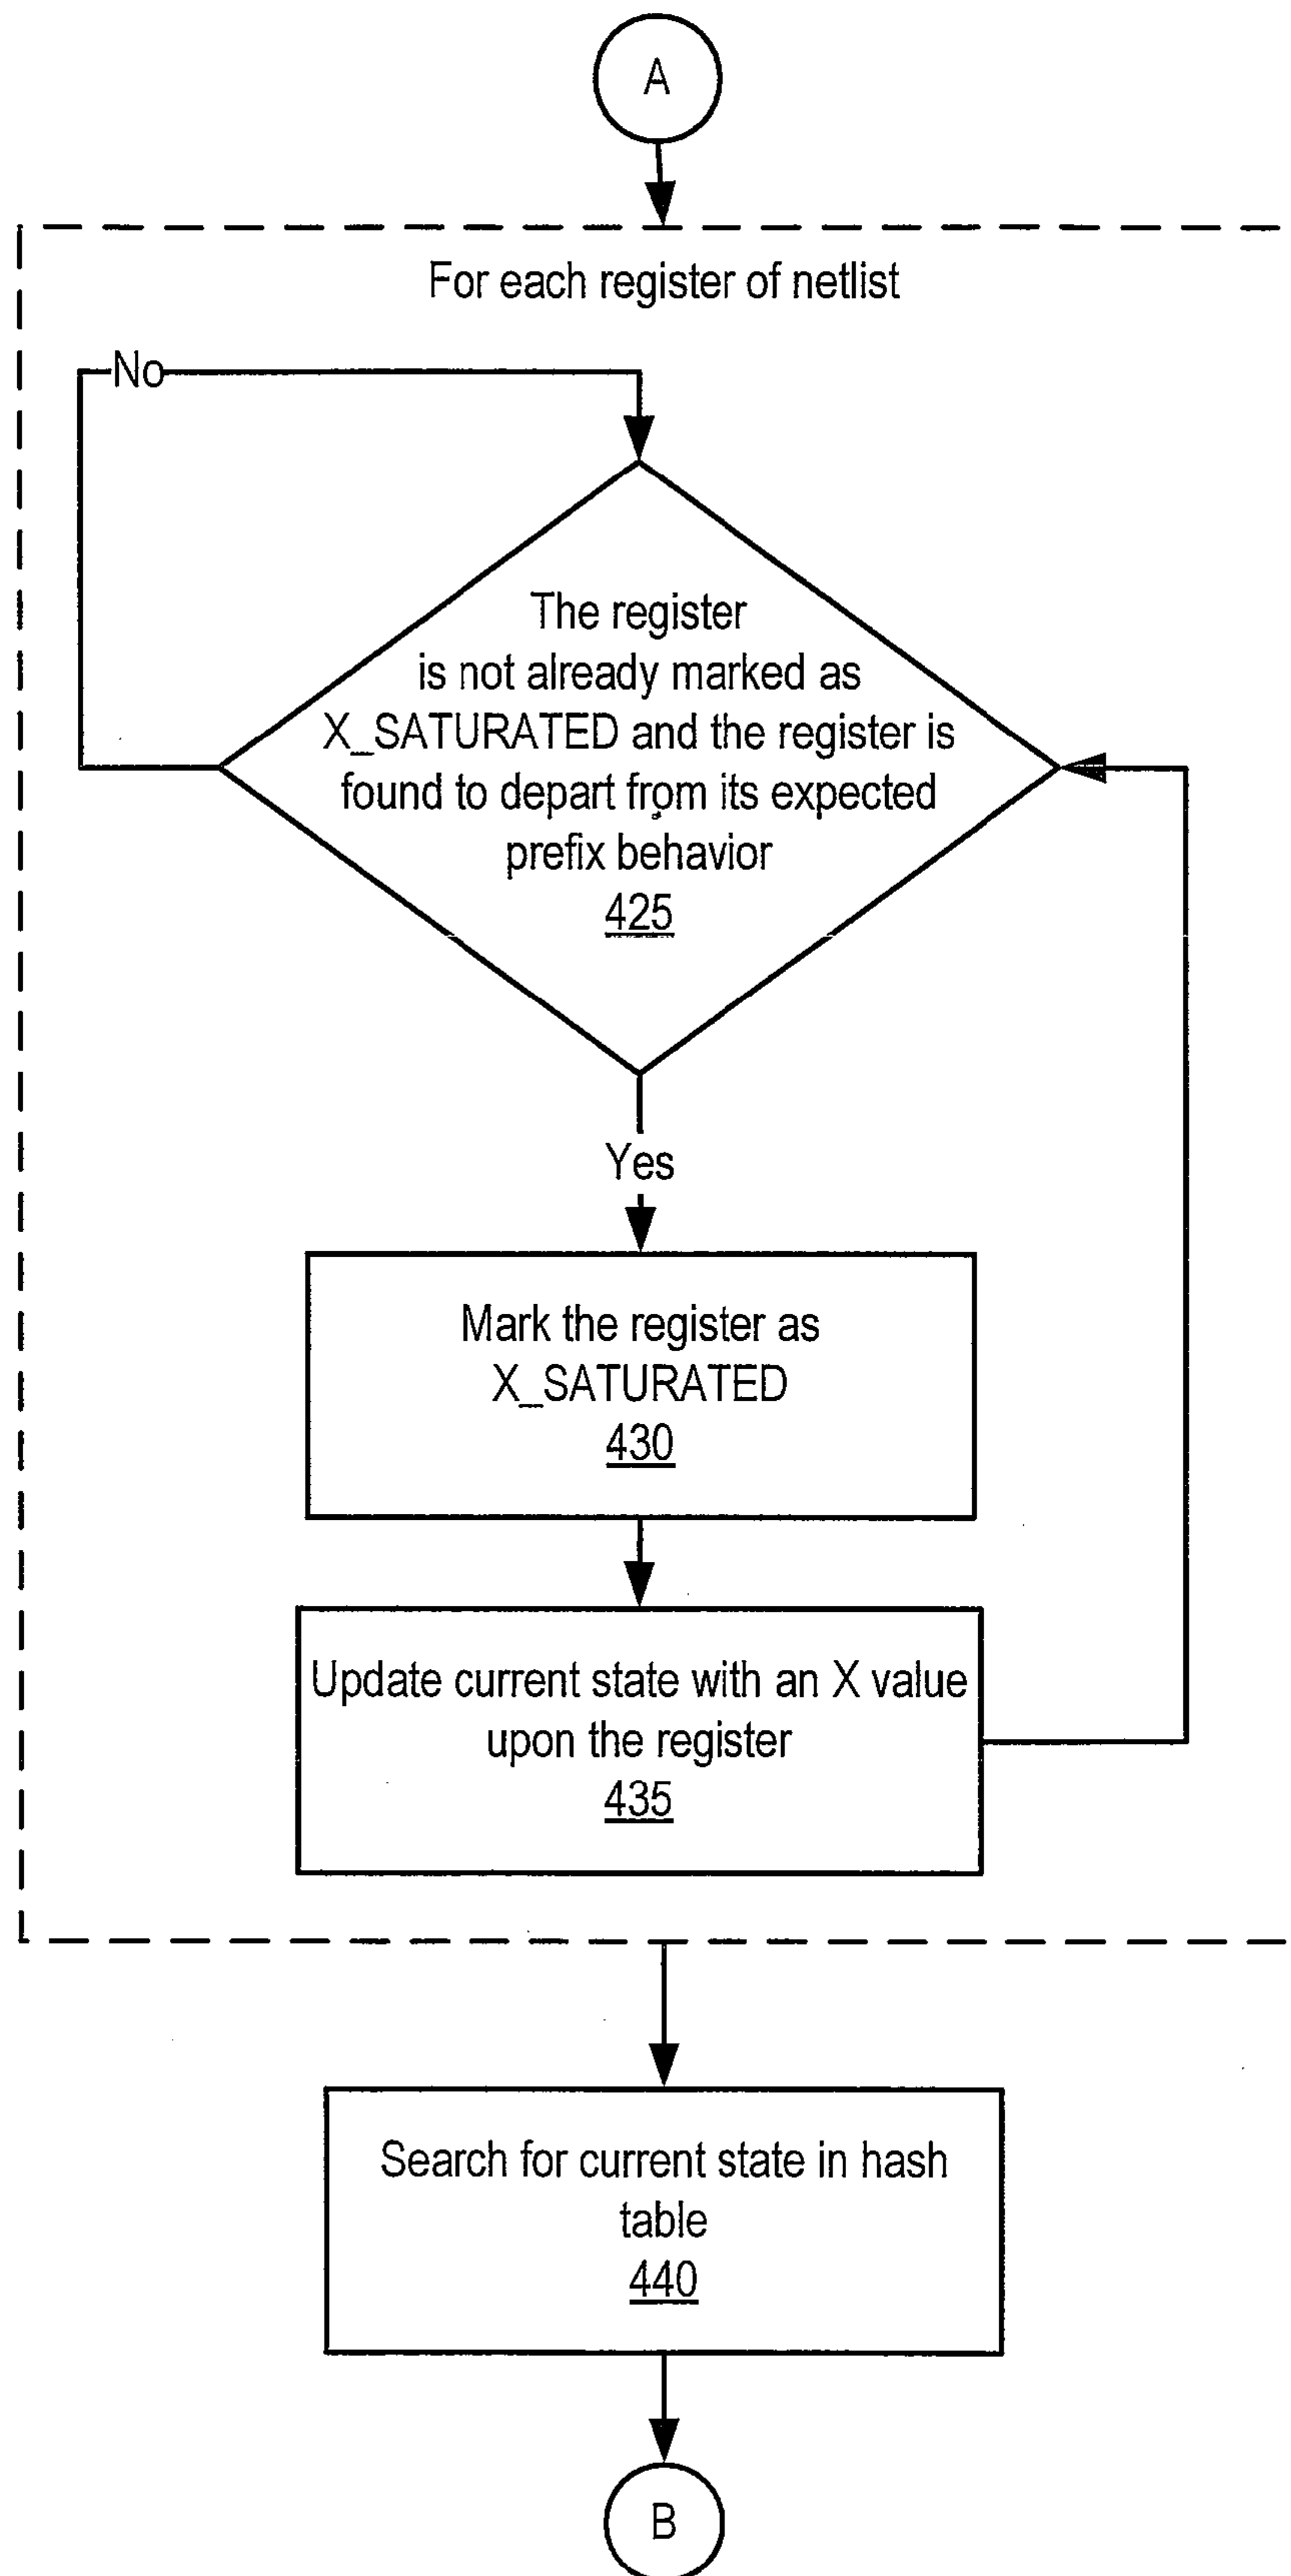 A
For each register of netlist
No
The register
is not already marked as
X_SATURATED and the register is
found to depart from its expected
prefix behavior
425
Yes
Mark the register as
X_SATURATED
430
Update current state with an X value
upon the register
435
Search for current state in hash
table
440
B